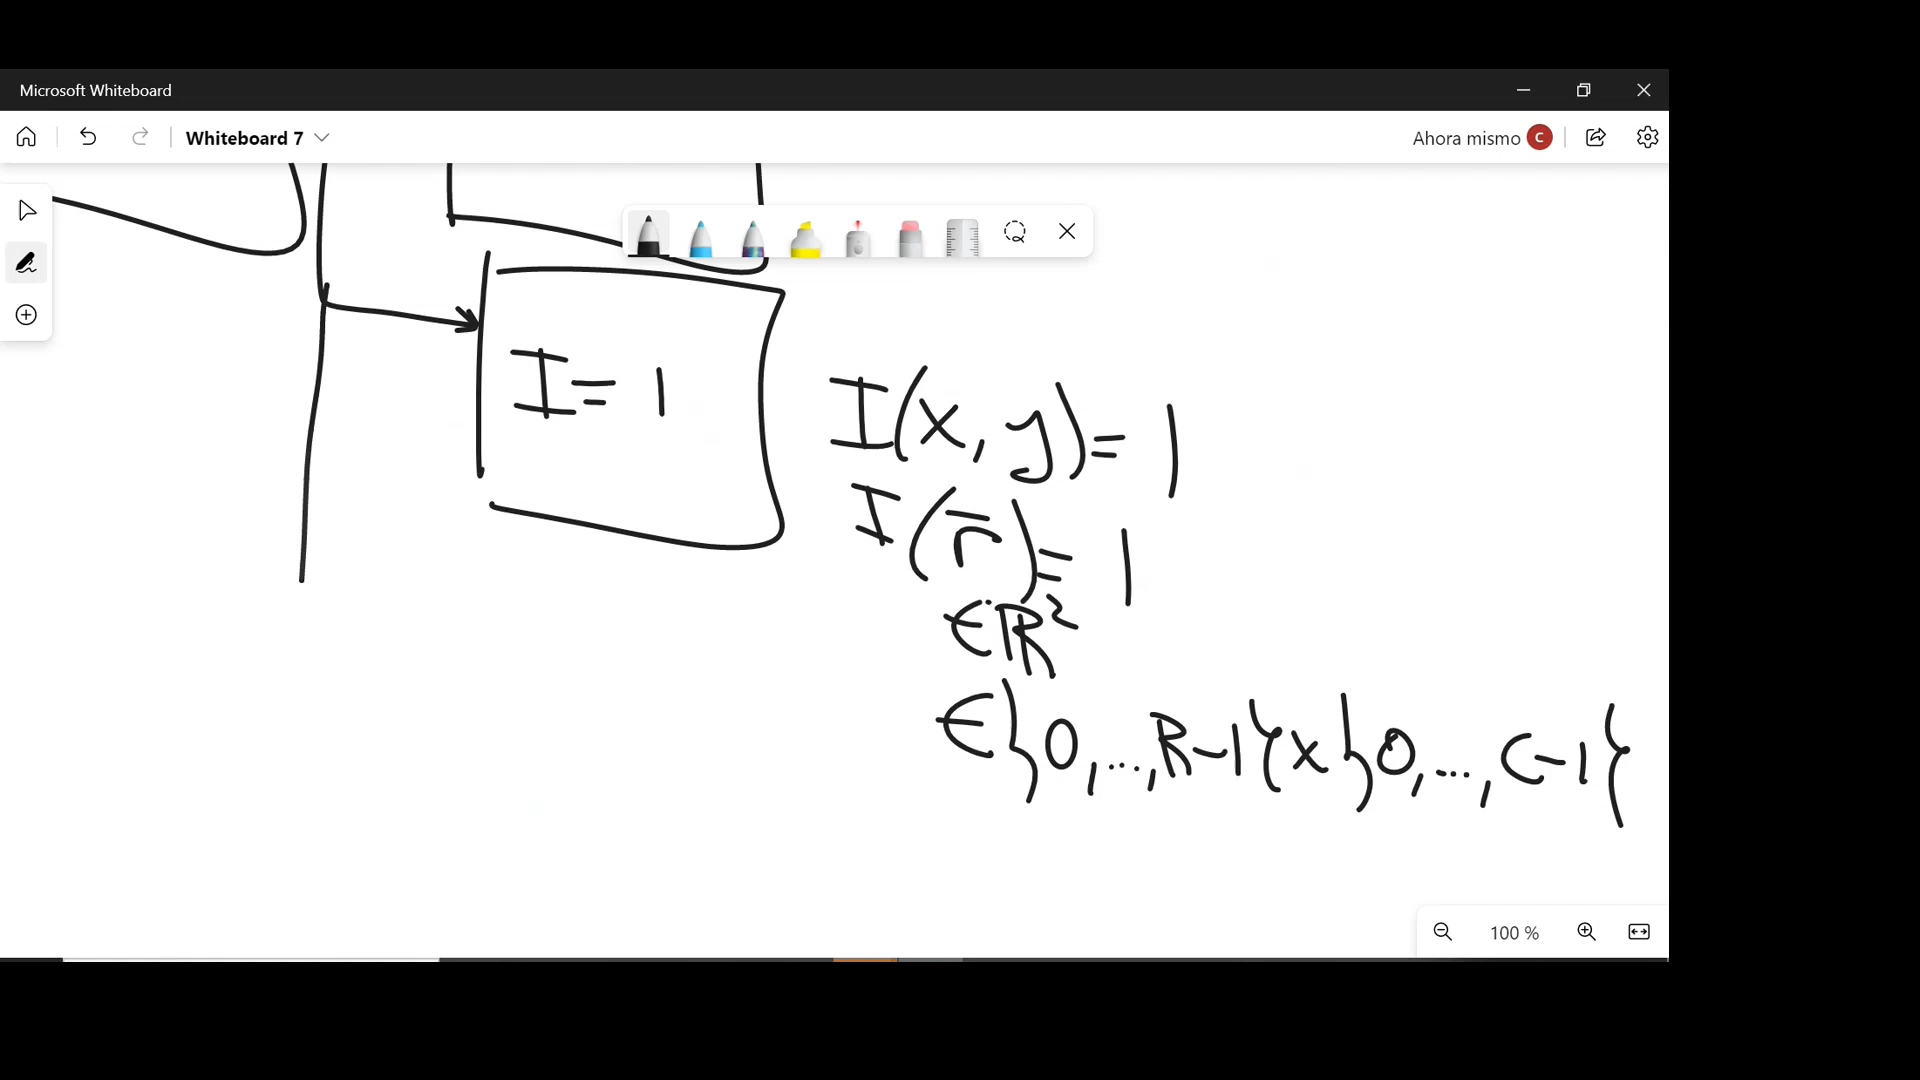 Microsoft Whiteboard
Whiteboard 7
Ahora mismo C
I = 1
I(x, y) = 1
I(r̅) = 1
∈ℝ²
∈}0,...,R-1{x}0,...,C-1{
100 %